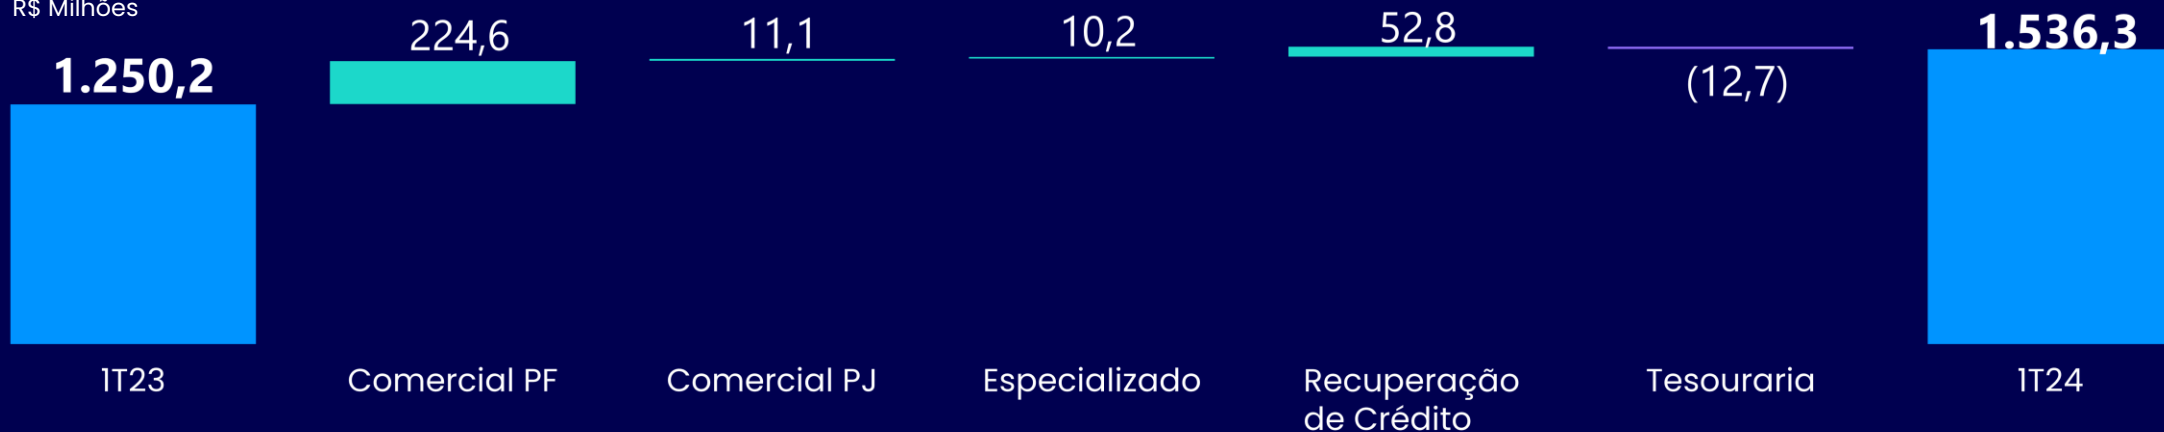 R$ Milhões
1.250,2
224,6
11,1
10,2
52,8
(12,7)
1.536,3
1T23
Comercial PF
Comercial PJ
Especializado
Recuperação
de Crédito
Tesouraria
1T24